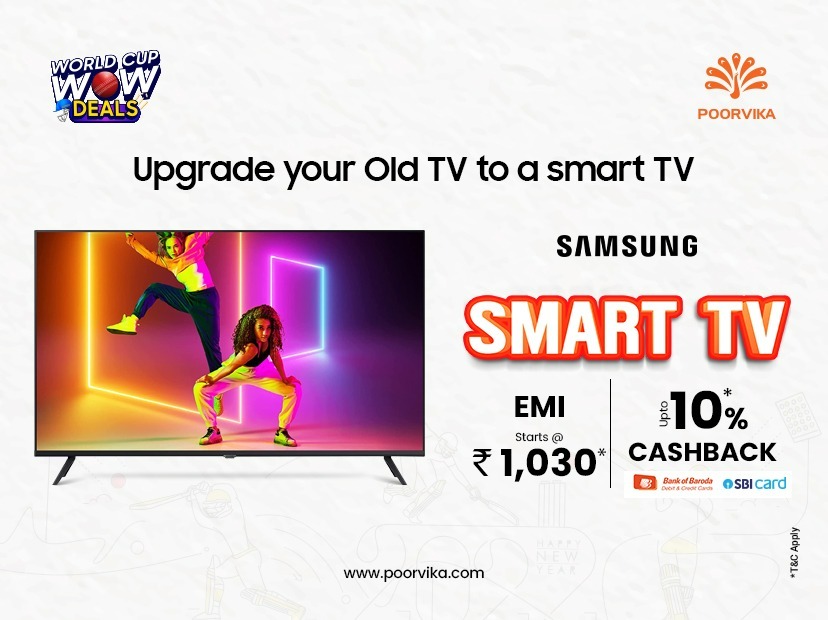 WORLD CUP
WOW
DEALS
POORVIKA
Upgrade your Old TV to a smart TV
SAMSUNG
SMART TV
EMI
Starts @
₹ 1,030*
Upto 10*%
CASHBACK
Bank of Baroda
Debit & Credit Cards
SBI card
HAPPY
NEW
YEAR
www.poorvika.com
*T&C Apply